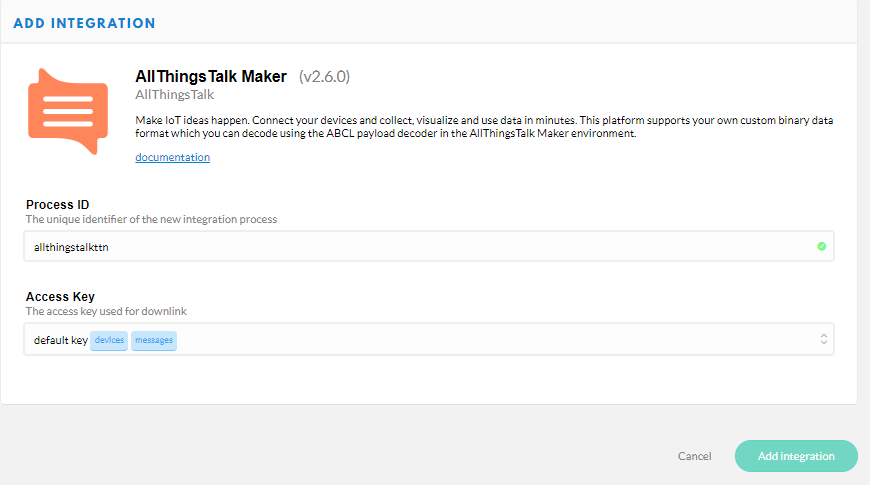 ADD INTEGRATION
AllThingsTalk Maker (v2.6.0)
AllThingsTalk
Make IoT ideas happen. Connect your devices and collect, visualize and use data in minutes. This platform supports your own custom binary data
format which you can decode using the ABCL payload decoder in the AllThingsTalk Maker environment.
documentation
Process ID
The unique identifier of the new integration process
allthingstalkttn
Access Key
The access key used for downlink
default key devices messages
Cancel Add integration